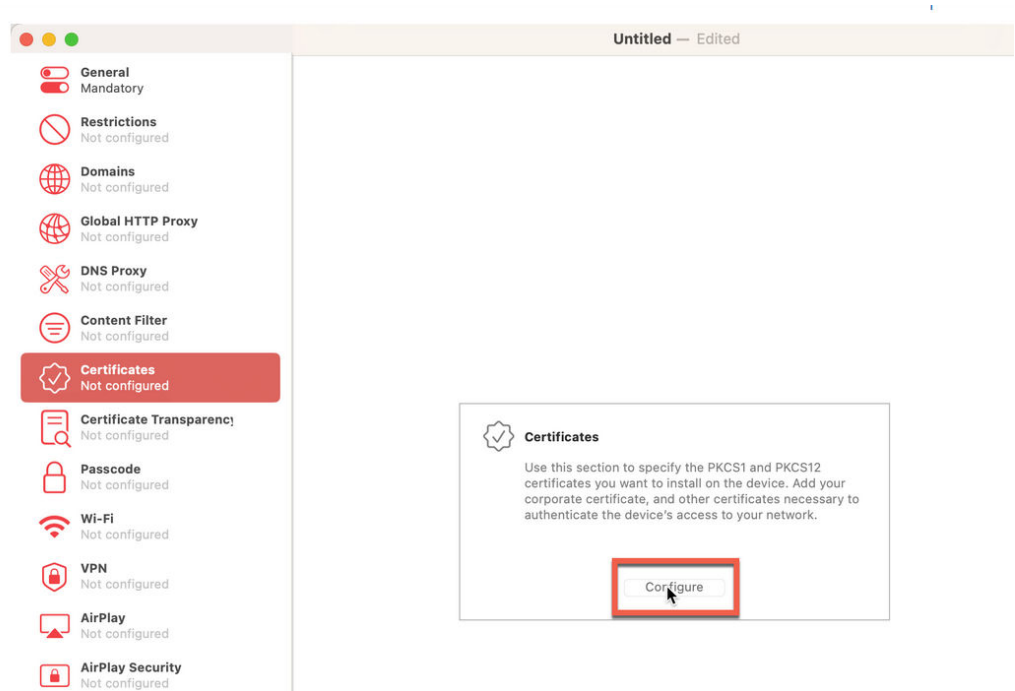 Untitled — Edited
General
Mandatory
Restrictions
Not configured
Domains
Not configured
Global HTTP Proxy
Not configured
DNS Proxy
Not configured
Content Filter
Not configured
Certificates
Not configured
Certificate Transparency
Not configured
Passcode
Not configured
Wi-Fi
Not configured
VPN
Not configured
AirPlay
Not configured
AirPlay Security
Not configured
Certificates
Use this section to specify the PKCS1 and PKCS12
certificates you want to install on the device. Add your
corporate certificate, and other certificates necessary to
authenticate the device's access to your network.
Configure